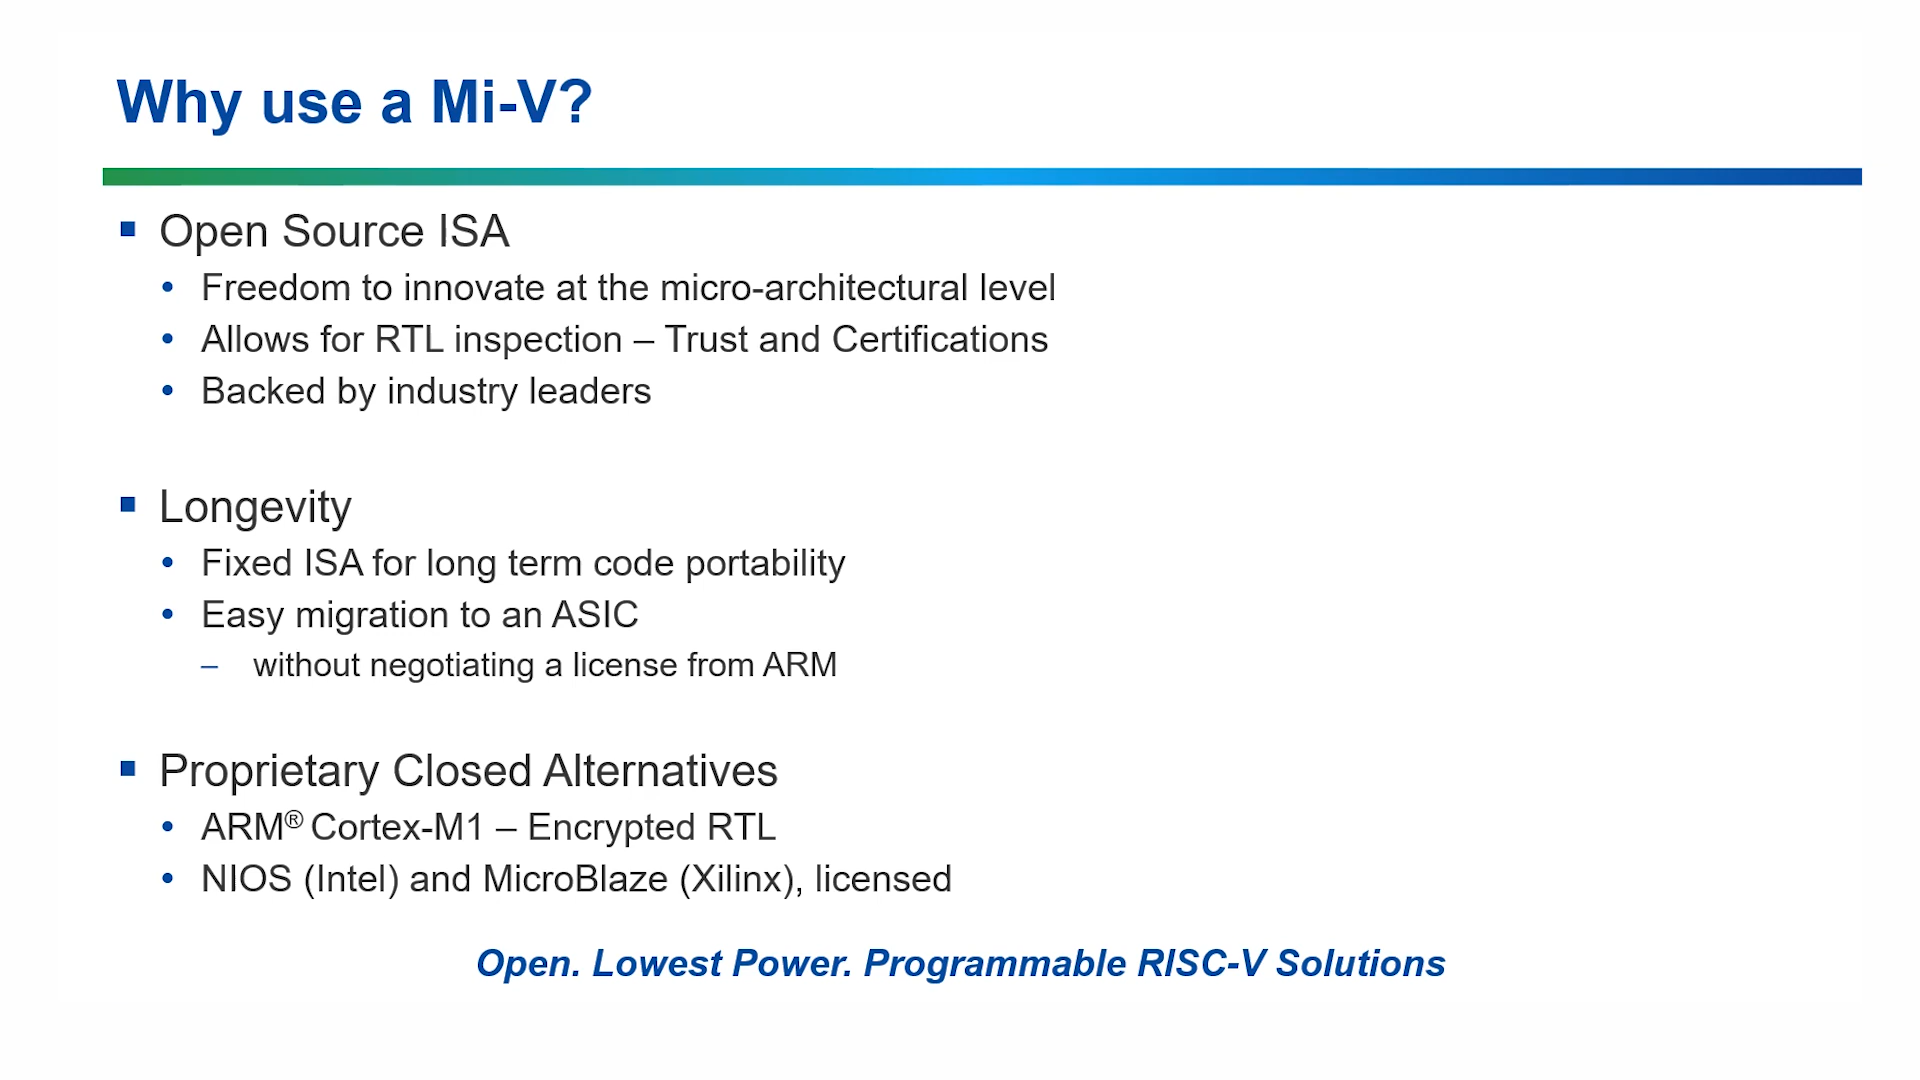 Why use a Mi-V?
▪ Open Source ISA
• Freedom to innovate at the micro-architectural level
• Allows for RTL inspection – Trust and Certifications
• Backed by industry leaders
▪ Longevity
• Fixed ISA for long term code portability
• Easy migration to an ASIC
– without negotiating a license from ARM
▪ Proprietary Closed Alternatives
• ARM® Cortex-M1 – Encrypted RTL
• NIOS (Intel) and MicroBlaze (Xilinx), licensed
Open. Lowest Power. Programmable RISC-V Solutions